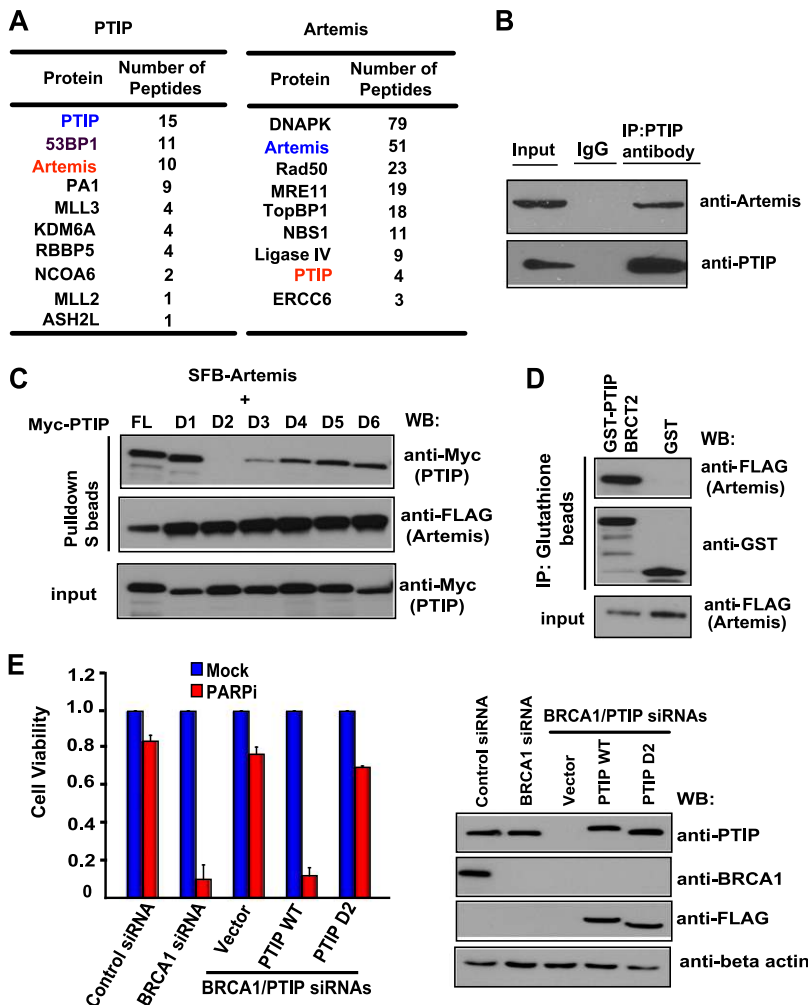 A
PTIP
Artemis
Protein Number of Peptides
PTIP 15
53BP1 11
Artemis 10
PA1 9
MLL3 4
KDM6A 4
RBBP5 4
NCOA6 2
MLL2 1
ASH2L 1
Protein Number of Peptides
DNAPK 79
Artemis 51
Rad50 23
MRE11 19
TopBP1 18
NBS1 11
Ligase IV 9
PTIP 4
ERCC6 3
B
Input IgG IP:PTIP antibody
anti-Artemis
anti-PTIP
C
SFB-Artemis
+
Myc-PTIP FL D1 D2 D3 D4 D5 D6 WB:
Pulldown S beads
anti-Myc (PTIP)
anti-FLAG (Artemis)
input
anti-Myc (PTIP)
D
GST-PTIP BRCT2
GST
WB:
IP: Glutathione beads
anti-FLAG (Artemis)
anti-GST
input
anti-FLAG (Artemis)
E
Mock
PARPi
Cell Viability
1.2
1.0
0.8
0.6
0.4
0.2
0
Control siRNA
BRCA1 siRNA
Vector
PTIP WT
PTIP D2
BRCA1/PTIP siRNAs
Control siRNA
BRCA1 siRNA
BRCA1/PTIP siRNAs
Vector
PTIP WT
PTIP D2
WB:
anti-PTIP
anti-BRCA1
anti-FLAG
anti-beta actin